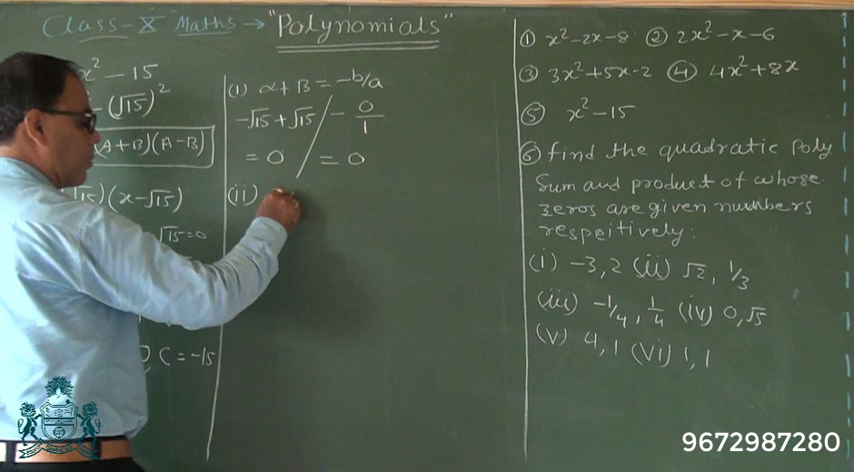 Class-X Maths → "Polynomials"
x² - 15
- (√15)²
(A+B)(A-B)
√15)(x-√15)
√15=0
C = -15
(i) α+B = -b/a
-√15+√15 / - 0/1
= 0 / = 0
(ii)
① x²-2x-8 ② 2x²-x-6
③ 3x²+5x-2 ④ 4x²+8x
⑤ x²-15
⑥ find the quadratic Poly
Sum and product of whose
zeros are given numbers
respeitively:
(i) -3, 2 (ii) √2, 1/3
(iii) -1/4, 1/4 (iv) 0, √5
(v) 4, 1 (vi) 1, 1
9672987280